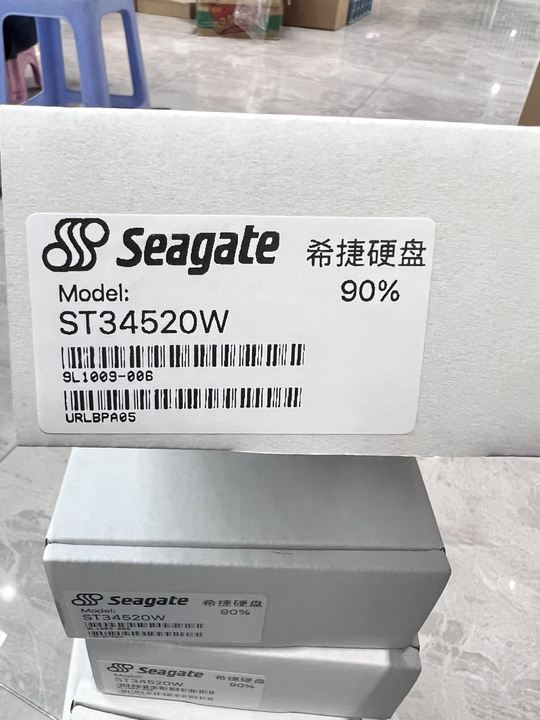 Seagate 希捷硬盘
Model: 90%
ST34520W
9L1009-006
URLBPA05
Seagate 希捷硬盘
Model: 90%
ST34520W
Seagate 希捷硬盘
Model: 90%